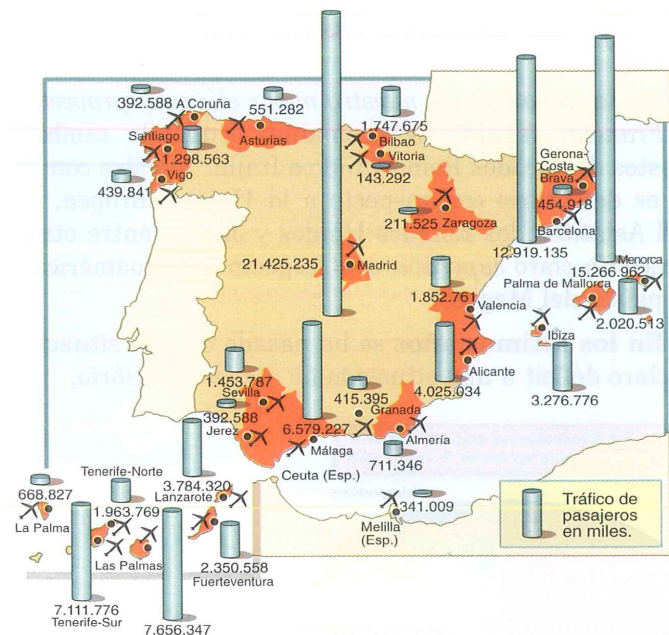 392.588
A Coruña
551.282
1.747.675
Santiago
1.298.563
Asturias
Bilbao
Vitoria
143.292
Vigo
439.841
Gerona-
Costa
Brava
454.918
Barcelona
211.525
Zaragoza
12.919.135
21.425.235
Madrid
15.266.962
Menorca
Palma de Mallorca
2.020.513
1.852.761
Valencia
Ibiza
3.276.776
Alicante
4.025.034
1.453.787
Sevilla
392.588
Jerez
415.395
Granada
6.579.227
Málaga
Almería
711.346
Ceuta (Esp.)
341.009
Melilla
(Esp.)
668.827
La Palma
Tenerife-Norte
1.963.769
3.784.320
Lanzarote
Las Palmas
2.350.558
Fuerteventura
7.111.776
Tenerife-Sur
7.656.347
Tráfico de
pasajeros
en miles.